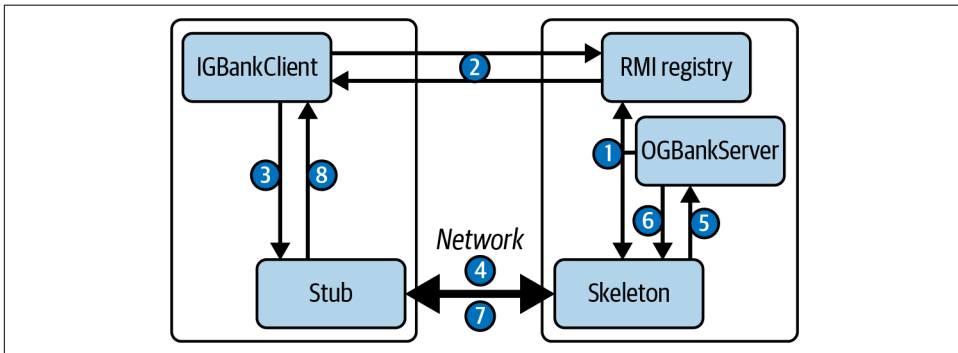 IGBankClient
2
RMI registry
1
OGBankServer
3
8
6
5
Network
4
Stub
Skeleton
7